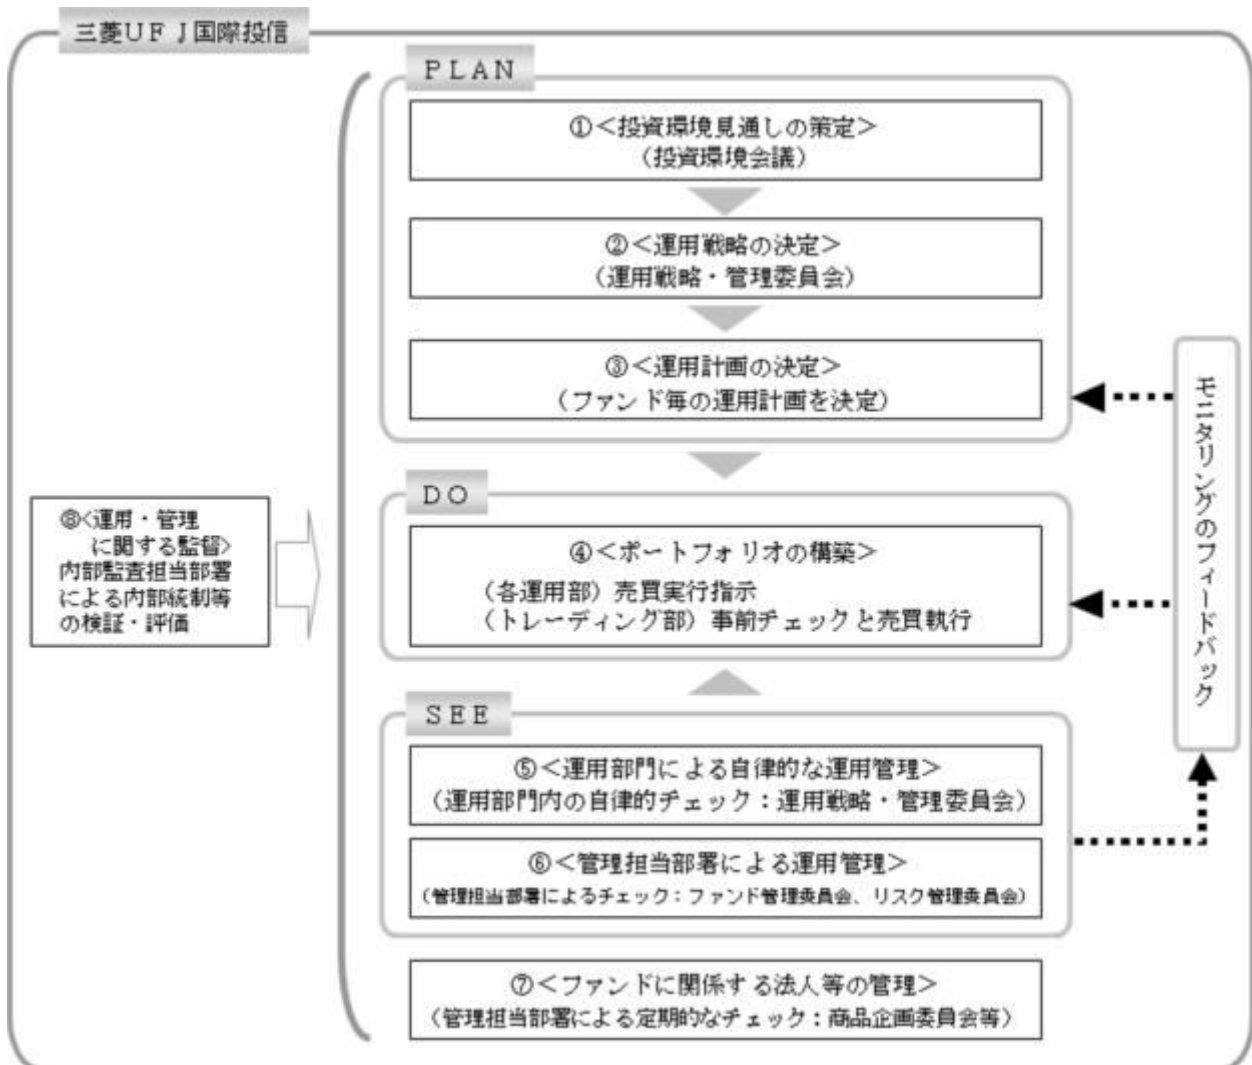 三菱UFJ国際投信
PLAN
①<投資環境見通しの策定>
(投資環境会議)
②<運用戦略の決定>
(運用戦略・管理委員会)
③<運用計画の決定>
(ファンド毎の運用計画を決定)
DO
④<ポートフォリオの構築>
(各運用部)売買実行指示
(トレーディング部)事前チェックと売買執行
SEE
⑤<運用部門による自律的な運用管理>
(運用部門内の自律的チェック:運用戦略・管理委員会)
⑥<管理担当部署による運用管理>
(管理担当部署によるチェック:ファンド管理委員会、リスク管理委員会)
⑦<ファンドに関係する法人等の管理>
(管理担当部署による定期的なチェック:商品企画委員会等)
⑧<運用・管理
に関する監督>
内部監査担当部署
による内部統制等
の検証・評価
モニタリングのフィードバック